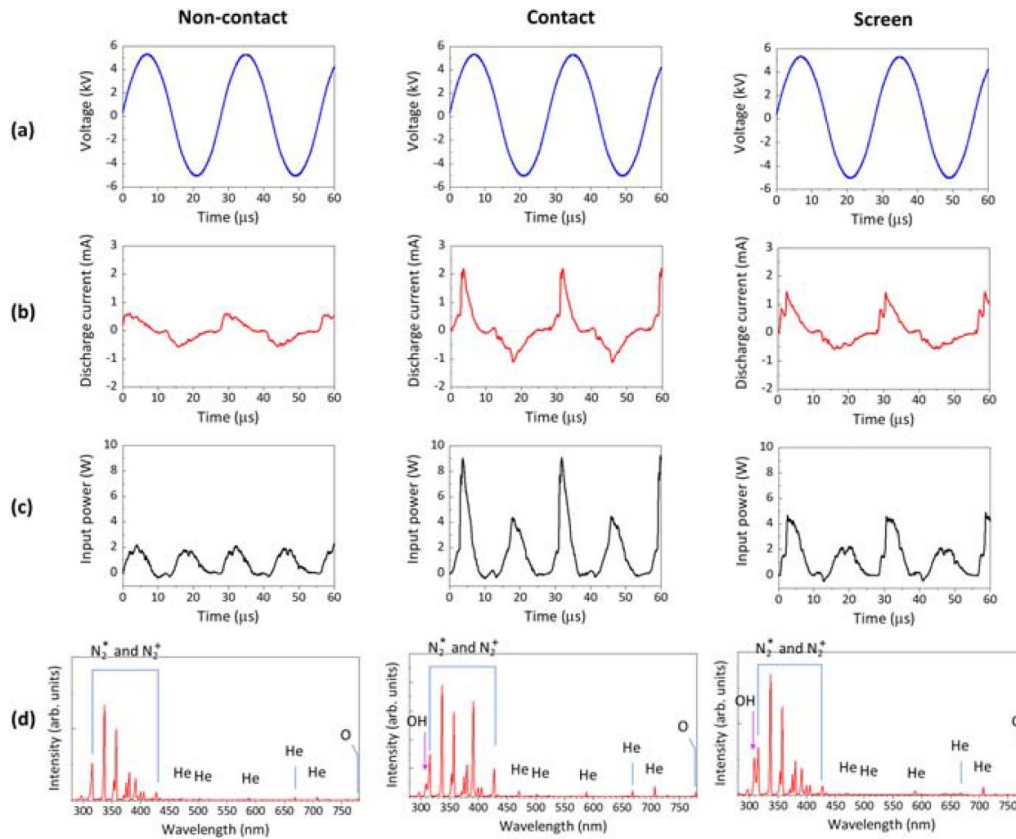 Non-contact Contact Screen
(a)
Voltage (kV)
6
4
2
0
-2
-4
-6
0 10 20 30 40 50 60
Time (μs)
Voltage (kV)
6
4
2
0
-2
-4
-6
0 10 20 30 40 50 60
Time (μs)
Voltage (kV)
6
4
2
0
-2
-4
-6
0 10 20 30 40 50 60
Time (μs)
(b)
Discharge current (mA)
3
2
1
0
-1
-2
0 10 20 30 40 50 60
Time (μs)
Discharge current (mA)
3
2
1
0
-1
-2
0 10 20 30 40 50 60
Time (μs)
Discharge current (mA)
3
2
1
0
-1
-2
0 10 20 30 40 50 60
Time (μs)
(c)
Input power (W)
10
8
6
4
2
0
0 10 20 30 40 50 60
Time (μs)
Input power (W)
10
8
6
4
2
0
0 10 20 30 40 50 60
Time (μs)
Input power (W)
10
8
6
4
2
0
0 10 20 30 40 50 60
Time (μs)
(d)
Intensity (arb. units)
N₂* and N₂⁺
He He He He He
O
300 350 400 450 500 550 600 650 700 750
Wavelength (nm)
Intensity (arb. units)
OH
N₂* and N₂⁺
He He He He He
O
300 350 400 450 500 550 600 650 700 750
Wavelength (nm)
Intensity (arb. units)
OH
N₂* and N₂⁺
He He He He He
300 350 400 450 500 550 600 650 700 750
Wavelength (nm)